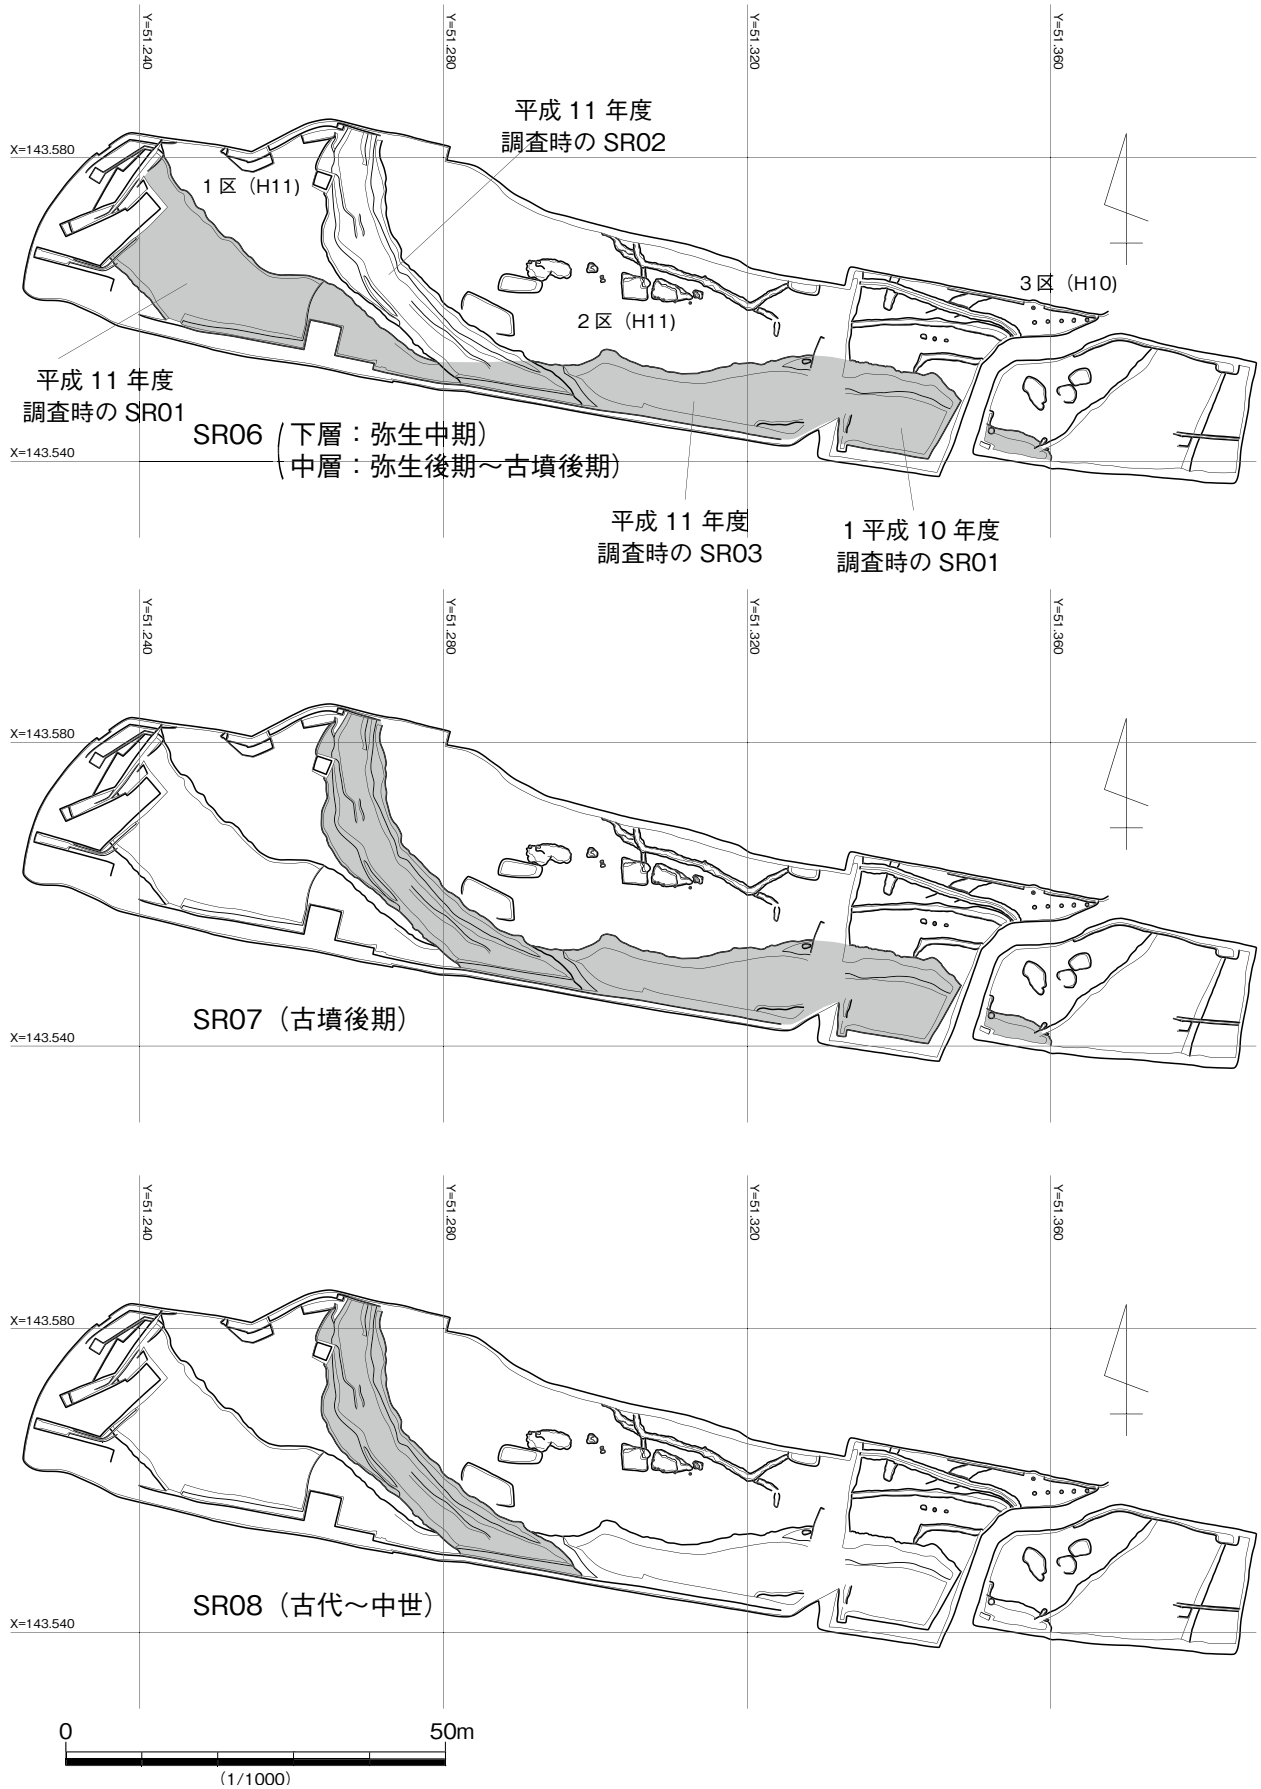 Y=51.240
Y=51.280
Y=51.320
Y=51.360
平成 11 年度
調査時の SR02
X=143.580
1 区（H11)
3 区（H10)
2 区（H11)
平成 11 年度
調査時の SR01
SR06（下層：弥生中期）
（中層：弥生後期～古墳後期）
X=143.540
平成 11 年度
調査時の SR03
1 平成 10 年度
調査時の SR01
Y=51.240
Y=51.280
Y=51.320
Y=51.360
X=143.580
SR07（古墳後期）
X=143.540
Y=51.240
Y=51.280
Y=51.320
Y=51.360
X=143.580
SR08（古代～中世）
X=143.540
0 50m
(1/1000)